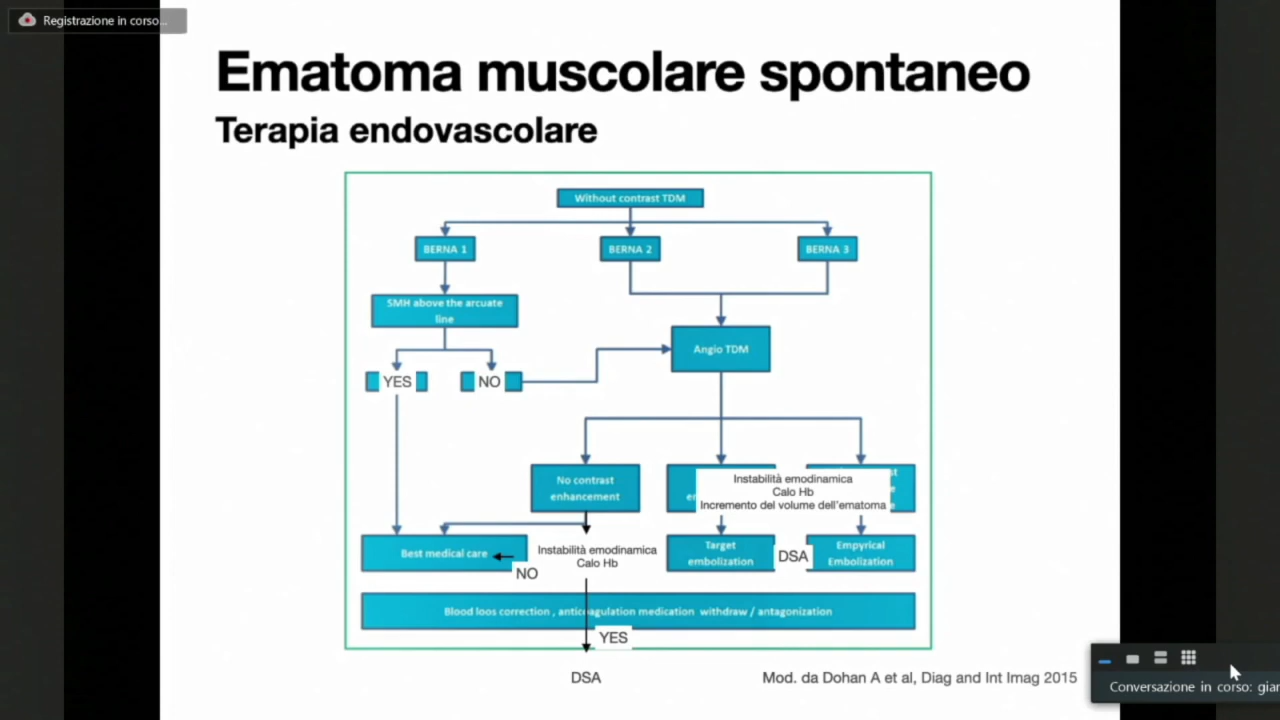 Registrazione in corso...
Ematoma muscolare spontaneo
Terapia endovascolare
Without contrast TDM
BERNA 1
BERNA 2
BERNA 3
SMH above the arcuate
line
Angio TDM
YES
NO
No contrast
enhancement
Instabilità emodinamica
Calo Hb
Incremento del volume dell'ematoma
Best medical care
NO
Instabilità emodinamica
Calo Hb
Target
embolization
DSA
Empyrical
Embolization
Blood loos correction , anticoagulation medication withdraw / antagonization
YES
DSA
Mod. da Dohan A et al, Diag and Int Imag 2015
Conversazione in corso: gian